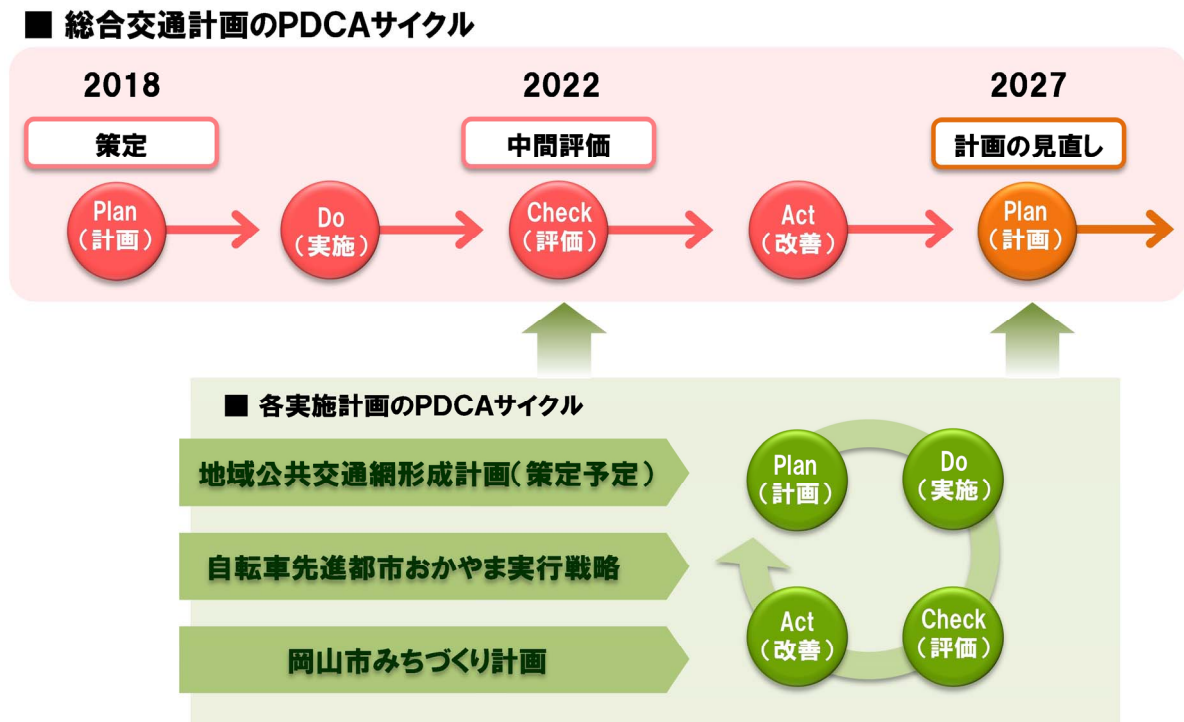 ■ 総合交通計画のPDCAサイクル
2018
2022
2027
策定
中間評価
計画の見直し
Plan
(計画)
Do
(実施)
Check
(評価)
Act
(改善)
Plan
(計画)
■ 各実施計画のPDCAサイクル
地域公共交通網形成計画(策定予定)
自転車先進都市おかやま実行戦略
岡山市みちづくり計画
Plan
(計画)
Do
(実施)
Act
(改善)
Check
(評価)